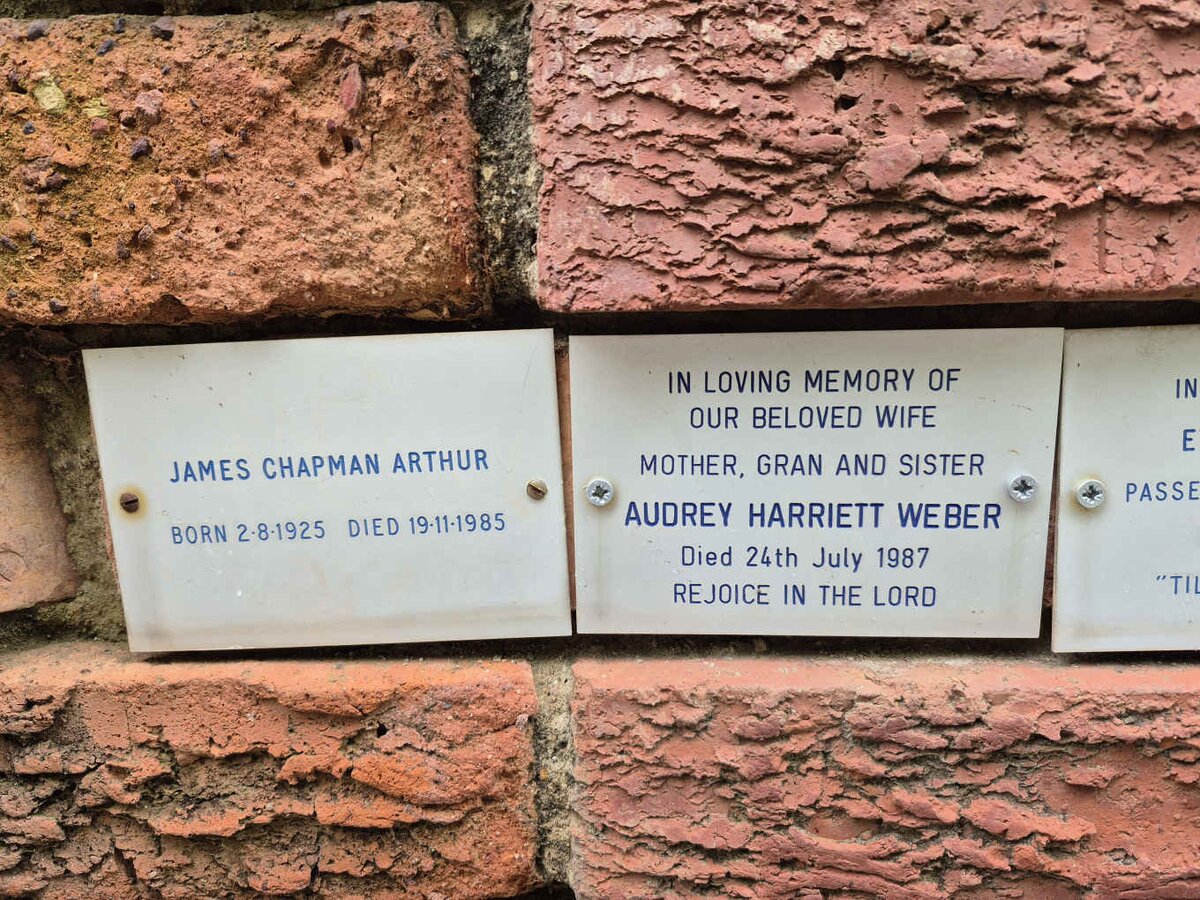 JAMES CHAPMAN ARTHUR
BORN 2·8·1925 DIED 19·11·1985
IN LOVING MEMORY OF
OUR BELOVED WIFE
MOTHER, GRAN AND SISTER
AUDREY HARRIETT WEBER
Died 24th July 1987
REJOICE IN THE LORD
IN